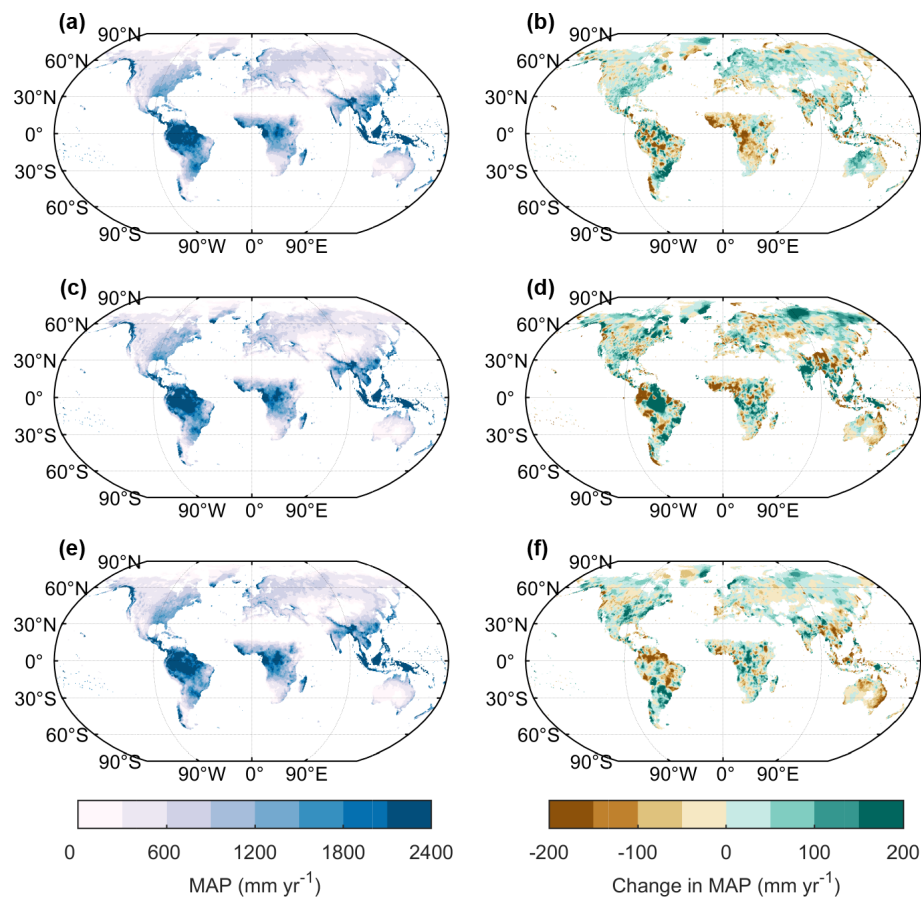 (a) (b)
90°N 90°N
60°N 60°N
30°N 30°N
0° 0°
30°S 30°S
60°S 60°S
90°S 90°S
90°W 0° 90°E 90°W 0° 90°E
(c) (d)
90°N 90°N
60°N 60°N
30°N 30°N
0° 0°
30°S 30°S
60°S 60°S
90°S 90°S
90°W 0° 90°E 90°W 0° 90°E
(e) (f)
90°N 90°N
60°N 60°N
30°N 30°N
0° 0°
30°S 30°S
60°S 60°S
90°S 90°S
90°W 0° 90°E 90°W 0° 90°E
0 600 1200 1800 2400 -200 -100 0 100 200
MAP (mm yr⁻¹) Change in MAP (mm yr⁻¹)